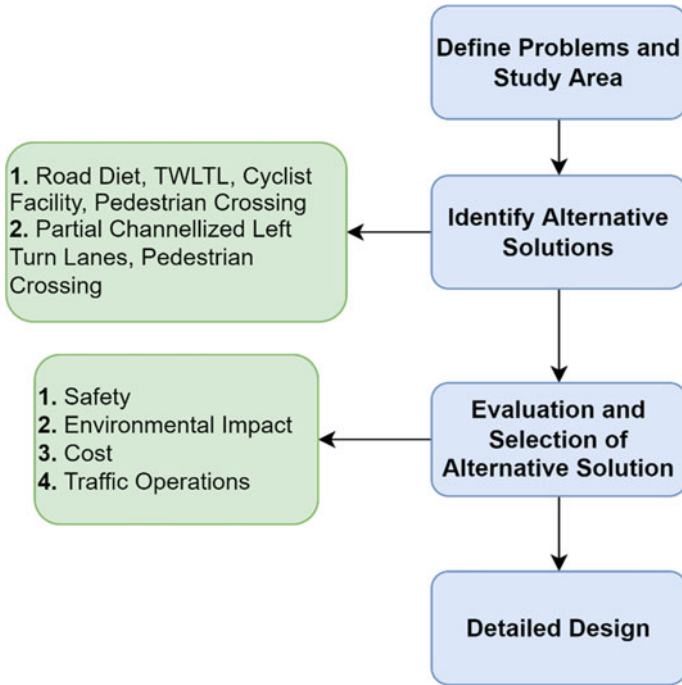 Define Problems and
Study Area
1. Road Diet, TWLTL, Cyclist
Facility, Pedestrian Crossing
2. Partial Channellized Left
Turn Lanes, Pedestrian
Crossing
Identify Alternative
Solutions
1. Safety
2. Environmental Impact
3. Cost
4. Traffic Operations
Evaluation and
Selection of
Alternative Solution
Detailed Design